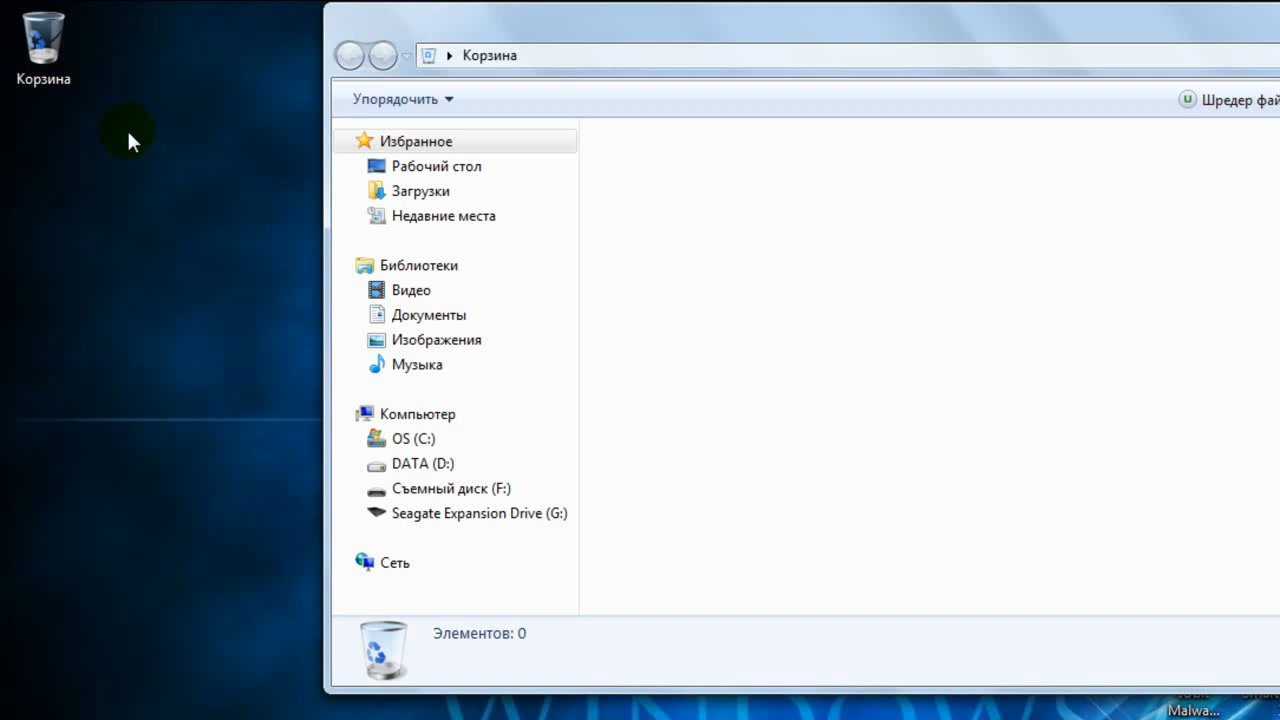 Корзина
Корзина
Упорядочить
Шредер фай
Избранное
Рабочий стол
Загрузки
Недавние места
Библиотеки
Видео
Документы
Изображения
Музыка
Компьютер
OS (C:)
DATA (D:)
Съемный диск (F:)
Seagate Expansion Drive (G:)
Сеть
Элементов: 0
WINDOWS
Malwa...